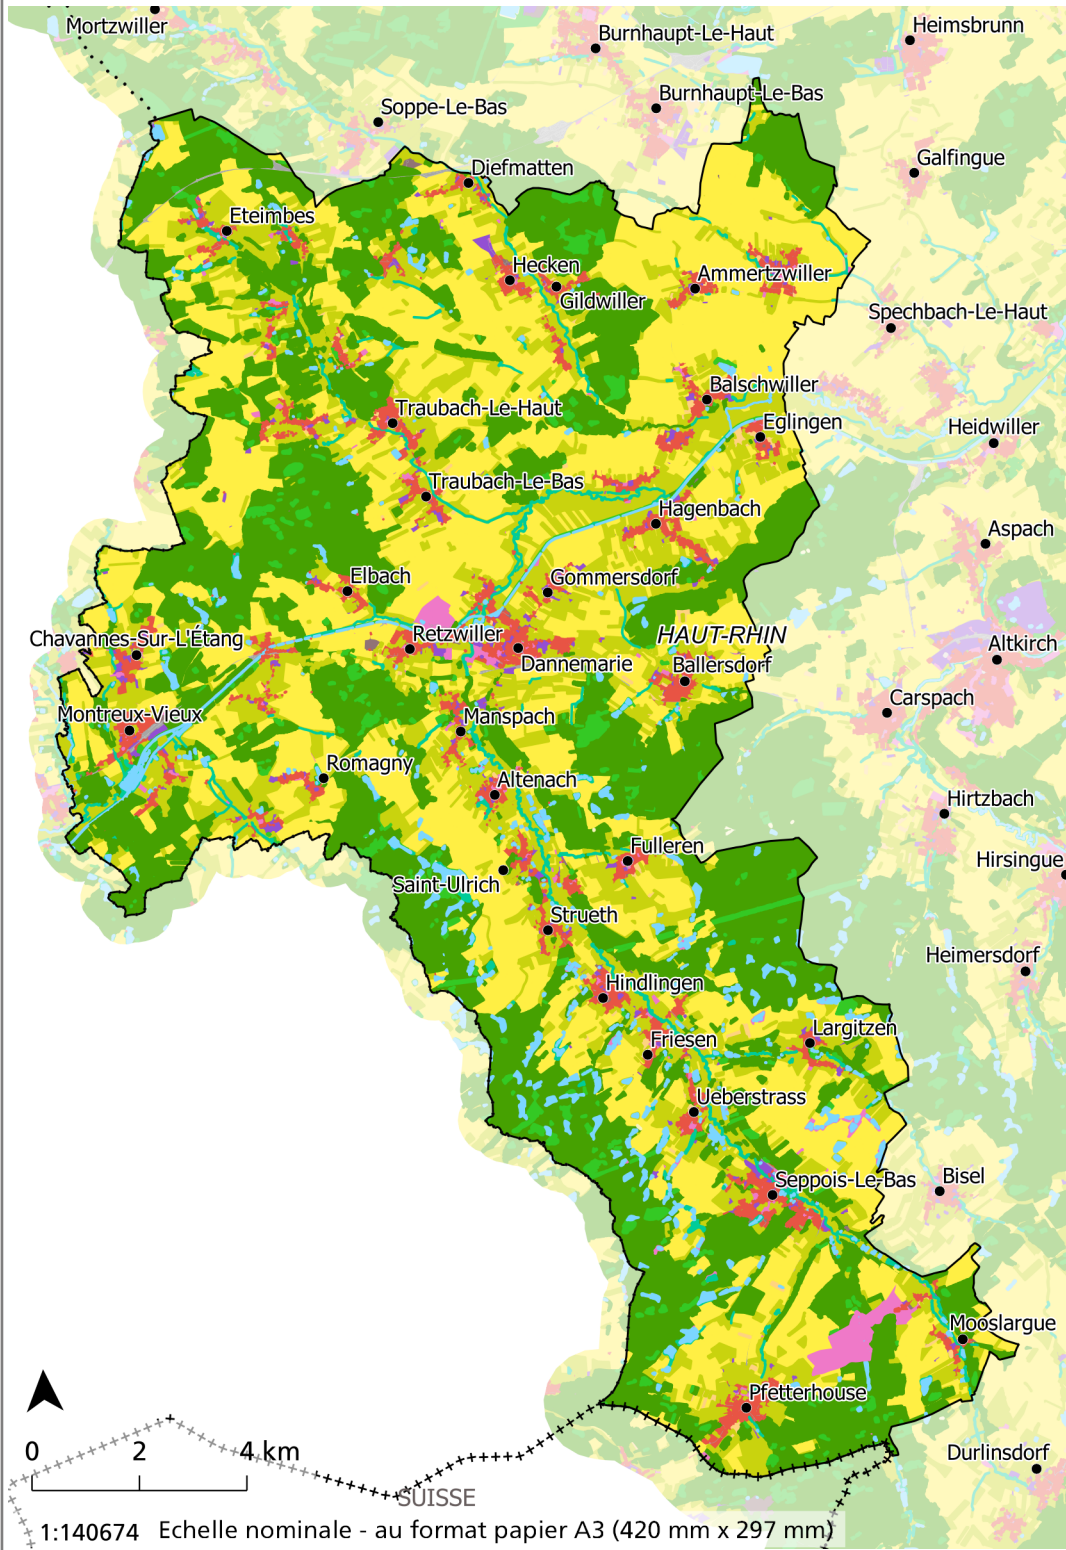 Mortzwiller
Burnhaupt-Le-Haut
Heimsbrunn
Soppe-Le-Bas
Burnhaupt-Le-Bas
Galfingue
Diefmatten
Eteimbes
Hecken
Ammertzwiller
Gildwiller
Spechbach-Le-Haut
Balschwiller
Traubach-Le-Haut
Eglingen
Heidwiller
Traubach-Le-Bas
Hagenbach
Aspach
Elbach
Gommersdorf
Chavannes-Sur-L'Étang
Retzwiller
HAUT-RHIN
Altkirch
Dannemarie
Ballersdorf
Carspach
Montreux-Vieux
Manspach
Romagny
Altenach
Hirtzbach
Fulleren
Hirsingue
Saint-Ulrich
Strueth
Heimersdorf
Hindlingen
Largitzen
Friesen
Ueberstrass
Seppois-Le-Bas
Bisel
Mooslargue
Pfetterhouse
Durlinsdorf
0 2 4 km
SUISSE
1:140674 Echelle nominale - au format papier A3 (420 mm x 297 mm)